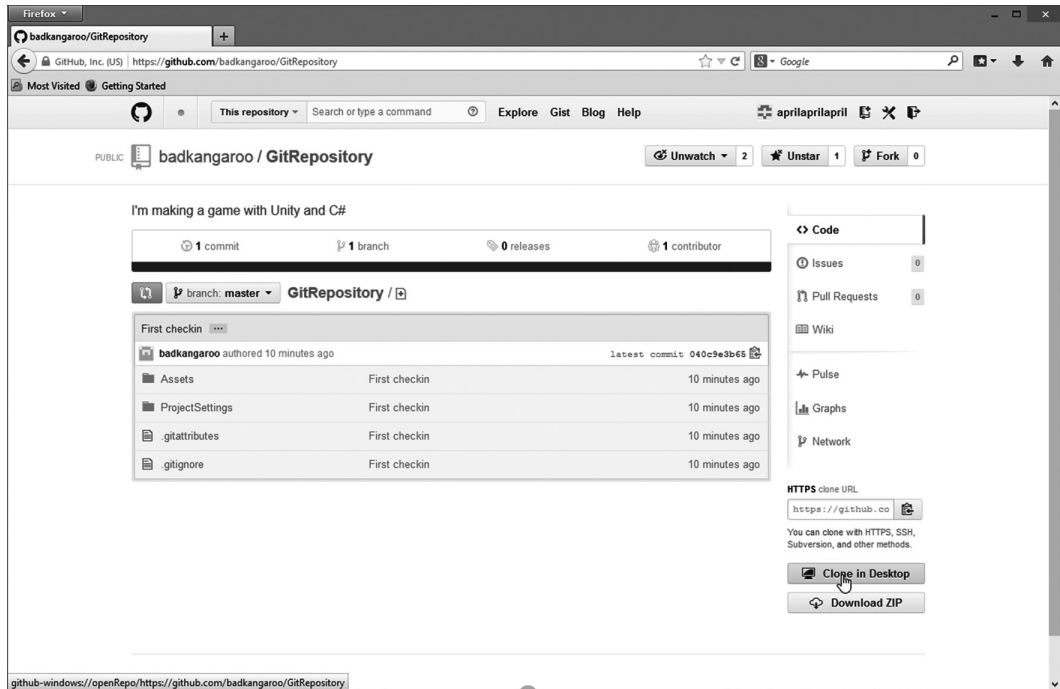 Firefox
badkangaroo/GitRepository
GitHub, Inc. (US) https://github.com/badkangaroo/GitRepository
Google
Most Visited Getting Started
This repository Search or type a command Explore Gist Blog Help aprilaprilapril
PUBLIC badkangaroo / GitRepository
Unwatch 2 Unstar 1 Fork 0
I'm making a game with Unity and C#
1 commit 1 branch 0 releases 1 contributor
branch: master GitRepository /
First checkin ...
badkangaroo authored 10 minutes ago latest commit 040c9e3b65
Assets First checkin 10 minutes ago
ProjectSettings First checkin 10 minutes ago
.gitattributes First checkin 10 minutes ago
.gitignore First checkin 10 minutes ago
Code
Issues 0
Pull Requests 0
Wiki
Pulse
Graphs
Network
HTTPS clone URL
https://github.co
You can clone with HTTPS, SSH,
Subversion, and other methods.
Clone in Desktop
Download ZIP
github-windows://openRepo/https://github.com/badkangaroo/GitRepository